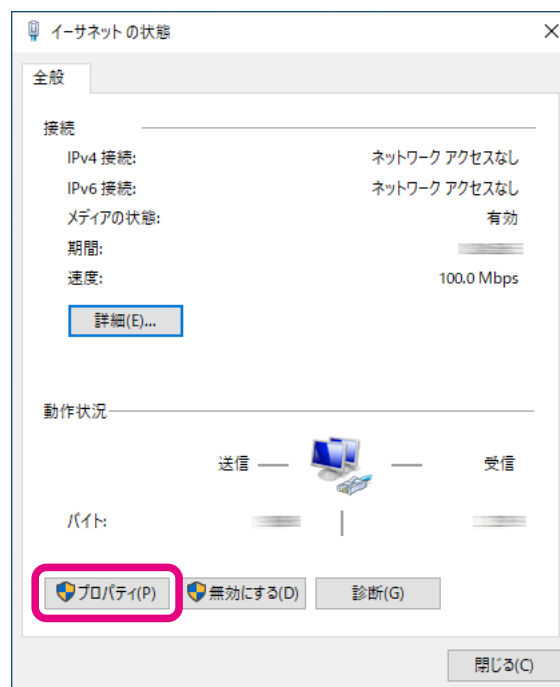 イーサネットの状態
全般
接続
IPv4 接続: ネットワーク アクセスなし
IPv6 接続: ネットワーク アクセスなし
メディアの状態: 有効
期間:
速度: 100.0 Mbps
詳細(E)...
動作状況
送信 受信
バイト:
プロパティ(P) 無効にする(D) 診断(G)
閉じる(C)